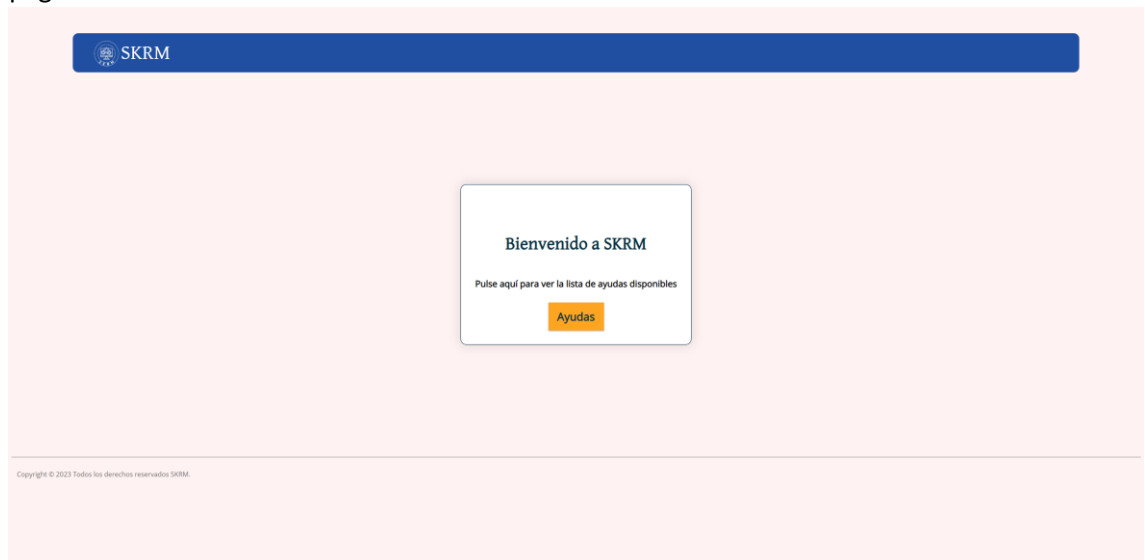 SKRM
Bienvenido a SKRM
Pulse aquí para ver la lista de ayudas disponibles
Ayudas
Copyright © 2023 Todos los derechos reservados SKRM.